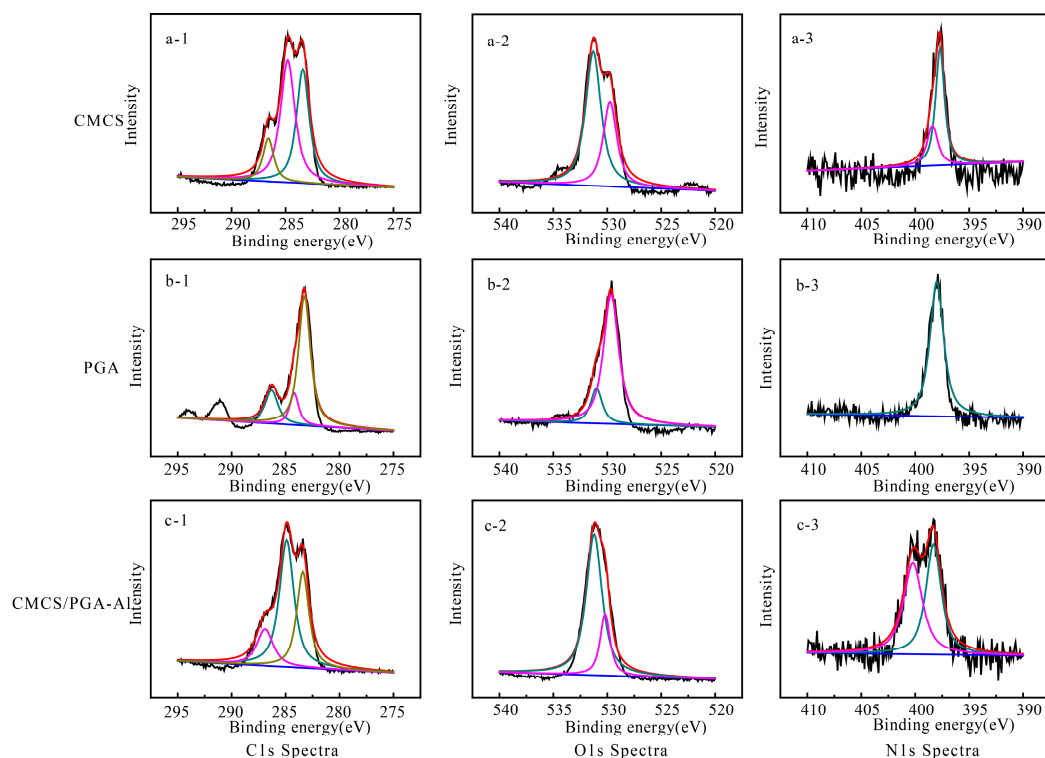 a-1
a-2
a-3
CMCS
Intensity
Intensity
Intensity
295 290 285 280 275
540 535 530 525 520
410 405 400 395 390
Binding energy(eV)
Binding energy(eV)
Binding energy(eV)
b-1
b-2
b-3
PGA
Intensity
Intensity
Intensity
295 290 285 280 275
540 535 530 525 520
410 405 400 395 390
Binding energy(eV)
Binding energy(eV)
Binding energy(eV)
c-1
c-2
c-3
CMCS/PGA-Al
Intensity
Intensity
Intensity
295 290 285 280 275
540 535 530 525 520
410 405 400 395 390
Binding energy(eV)
Binding energy(eV)
Binding energy(eV)
C1s Spectra
O1s Spectra
N1s Spectra